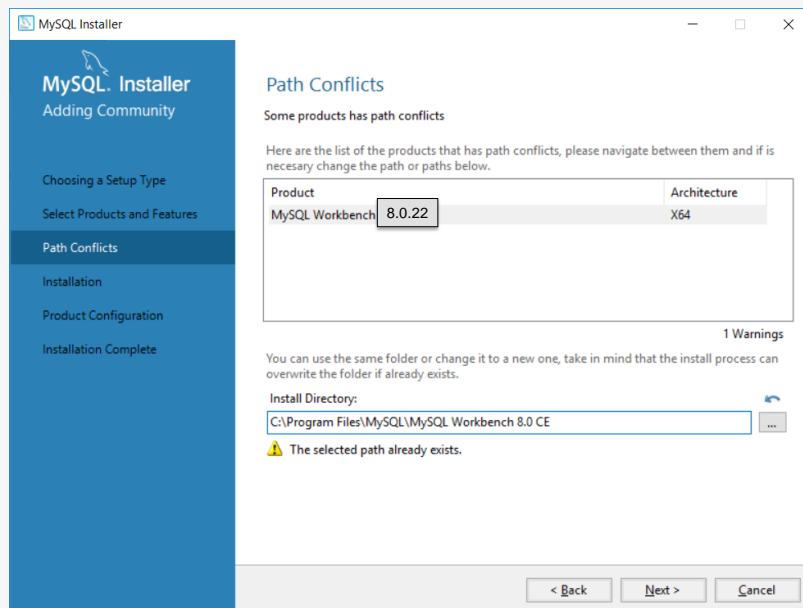 MySQL Installer
MySQL. Installer
Adding Community
Choosing a Setup Type
Select Products and Features
Path Conflicts
Installation
Product Configuration
Installation Complete
Path Conflicts
Some products has path conflicts
Here are the list of the products that has path conflicts, please navigate between them and if is
necesary change the path or paths below.
Product Architecture
MySQL Workbench 8.0.22 X64
1 Warnings
You can use the same folder or change it to a new one, take in mind that the install process can
overwrite the folder if already exists.
Install Directory:
C:\Program Files\MySQL\MySQL Workbench 8.0 CE
...
The selected path already exists.
< Back Next > Cancel